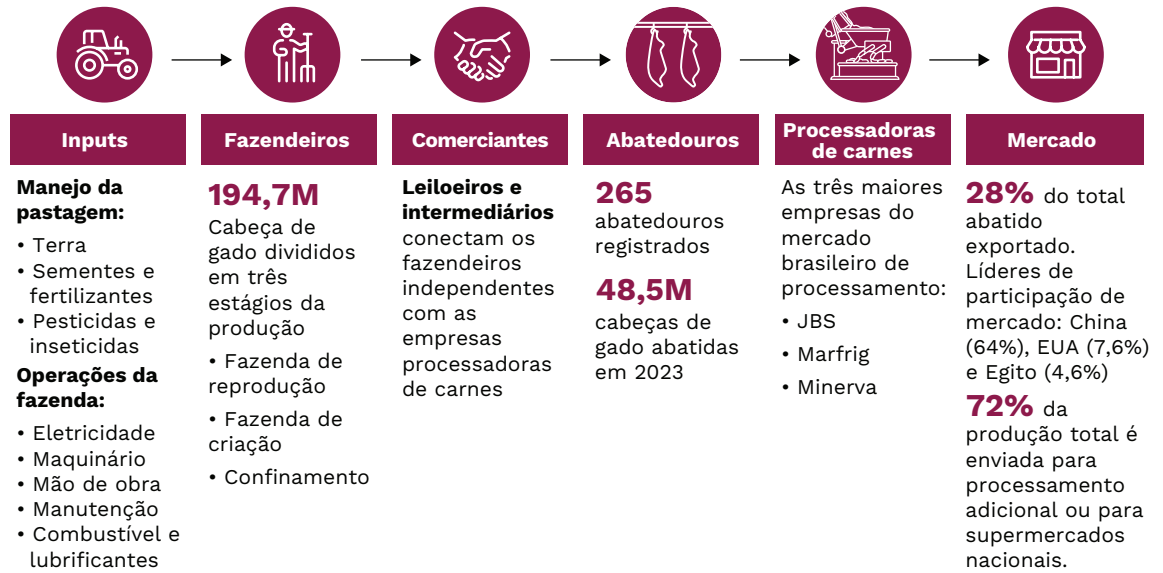 Inputs
Manejo da
pastagem:
• Terra
• Sementes e
fertilizantes
• Pesticidas e
inseticidas
Operações da
fazenda:
• Eletricidade
• Maquinário
• Mão de obra
• Manutenção
• Combustível e
lubrificantes
Fazendeiros
194,7M
Cabeça de
gado divididos
em três
estágios da
produção
• Fazenda de
reprodução
• Fazenda de
criação
• Confinamento
Comerciantes
Leiloeiros e
intermediários
conectam os
fazendeiros
independentes
com as
empresas
processadoras
de carnes
Abatedouros
265
abatedouros
registrados
48,5M
cabeças de
gado abatidas
em 2023
Processadoras
de carnes
As três maiores
empresas do
mercado
brasileiro de
processamento:
• JBS
• Marfrig
• Minerva
Mercado
28% do total
abatido
exportado.
Líderes de
participação de
mercado: China
(64%), EUA (7,6%)
e Egito (4,6%)
72% da
produção total é
enviada para
processamento
adicional ou para
supermercados
nacionais.